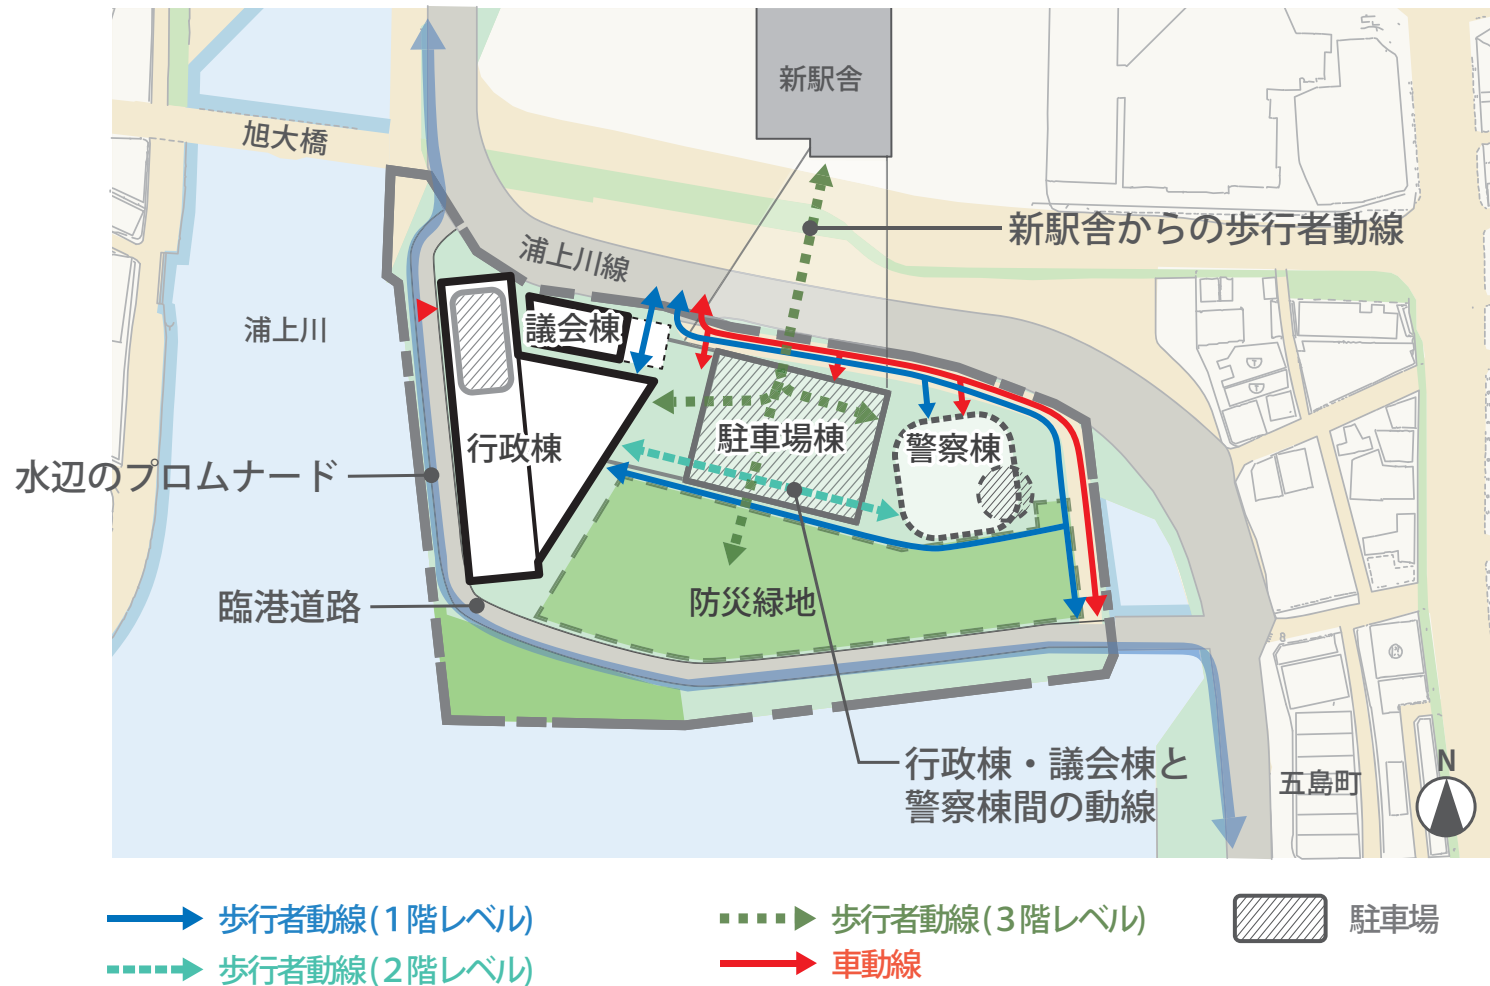 新駅舎
旭大橋
新駅舎からの歩行者動線
浦上川線
浦上川
議会棟
行政棟
駐車場棟
警察棟
水辺のプロムナード
臨港道路
防災緑地
行政棟・議会棟と
警察棟間の動線
五島町
N
歩行者動線(1階レベル)
歩行者動線(3階レベル)
駐車場
歩行者動線(2階レベル)
車動線